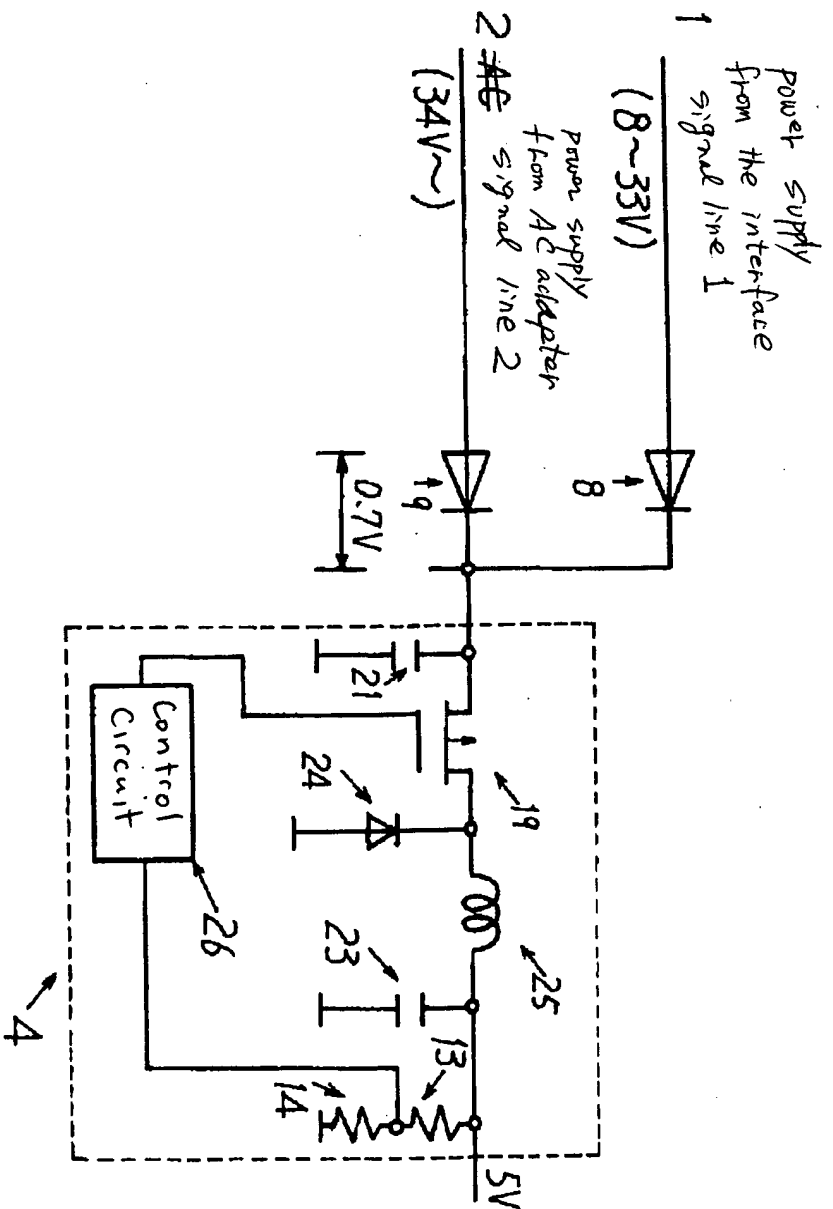 1
power supply
from the interface
signal line 1
(8~33V)
2
power supply
from AC adapter
signal line 2
(34V~)
8
9
0.7V
21
19
24
25
23
13
14
Control
Circuit
26
5V
4